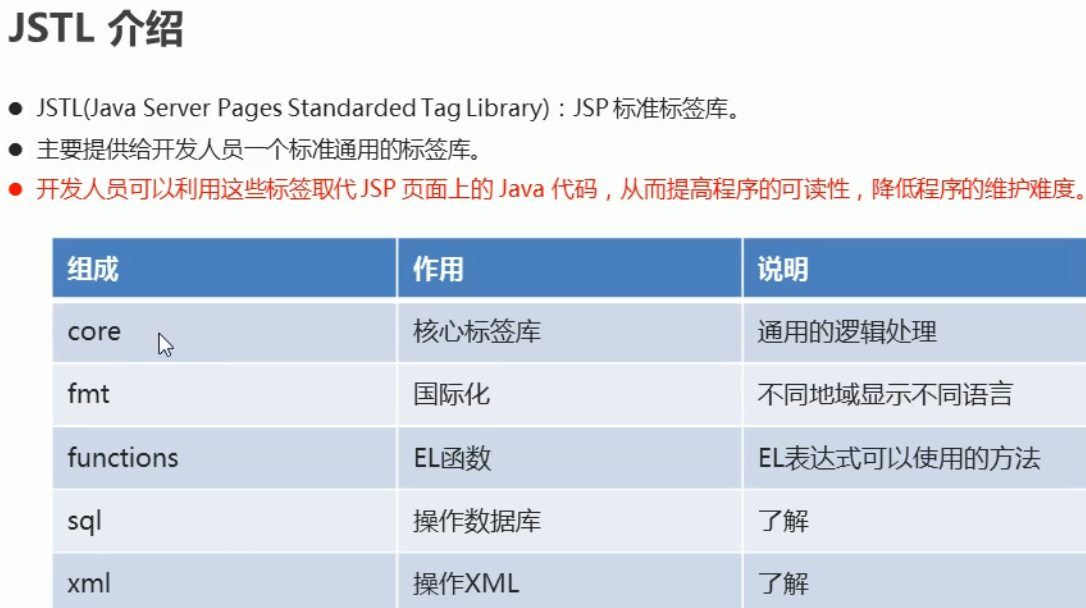 JSTL 介绍
JSTL(Java Server Pages Standarded Tag Library)：JSP 标准标签库。
主要提供给开发人员一个标准通用的标签库。
开发人员可以利用这些标签取代 JSP 页面上的 Java 代码，从而提高程序的可读性，降低程序的维护难度。
组成 作用 说明
core 核心标签库 通用的逻辑处理
fmt 国际化 不同地域显示不同语言
functions EL函数 EL表达式可以使用的方法
sql 操作数据库 了解
xml 操作XML 了解